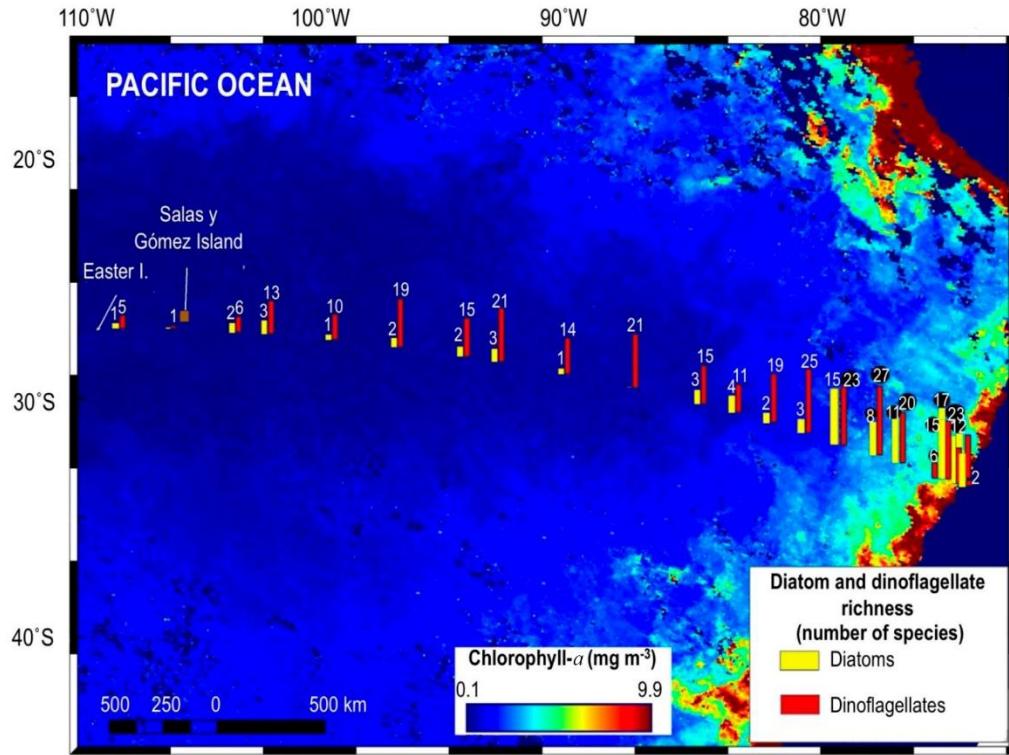 110°W 100°W 90°W 80°W
PACIFIC OCEAN
20°S
Salas y
Gómez Island
Easter I.
1 5
1
2 6
3 13
1 10
2 19
2 15
3 21
1 14
21
3 15
4 11
2 19
3 25
15 23
8 27
11 20
15 17 23
6 12
2
30°S
40°S
Diatom and dinoflagellate
richness
(number of species)
Diatoms
Dinoflagellates
Chlorophyll-a (mg m-3)
0.1 9.9
500 250 0 500 km